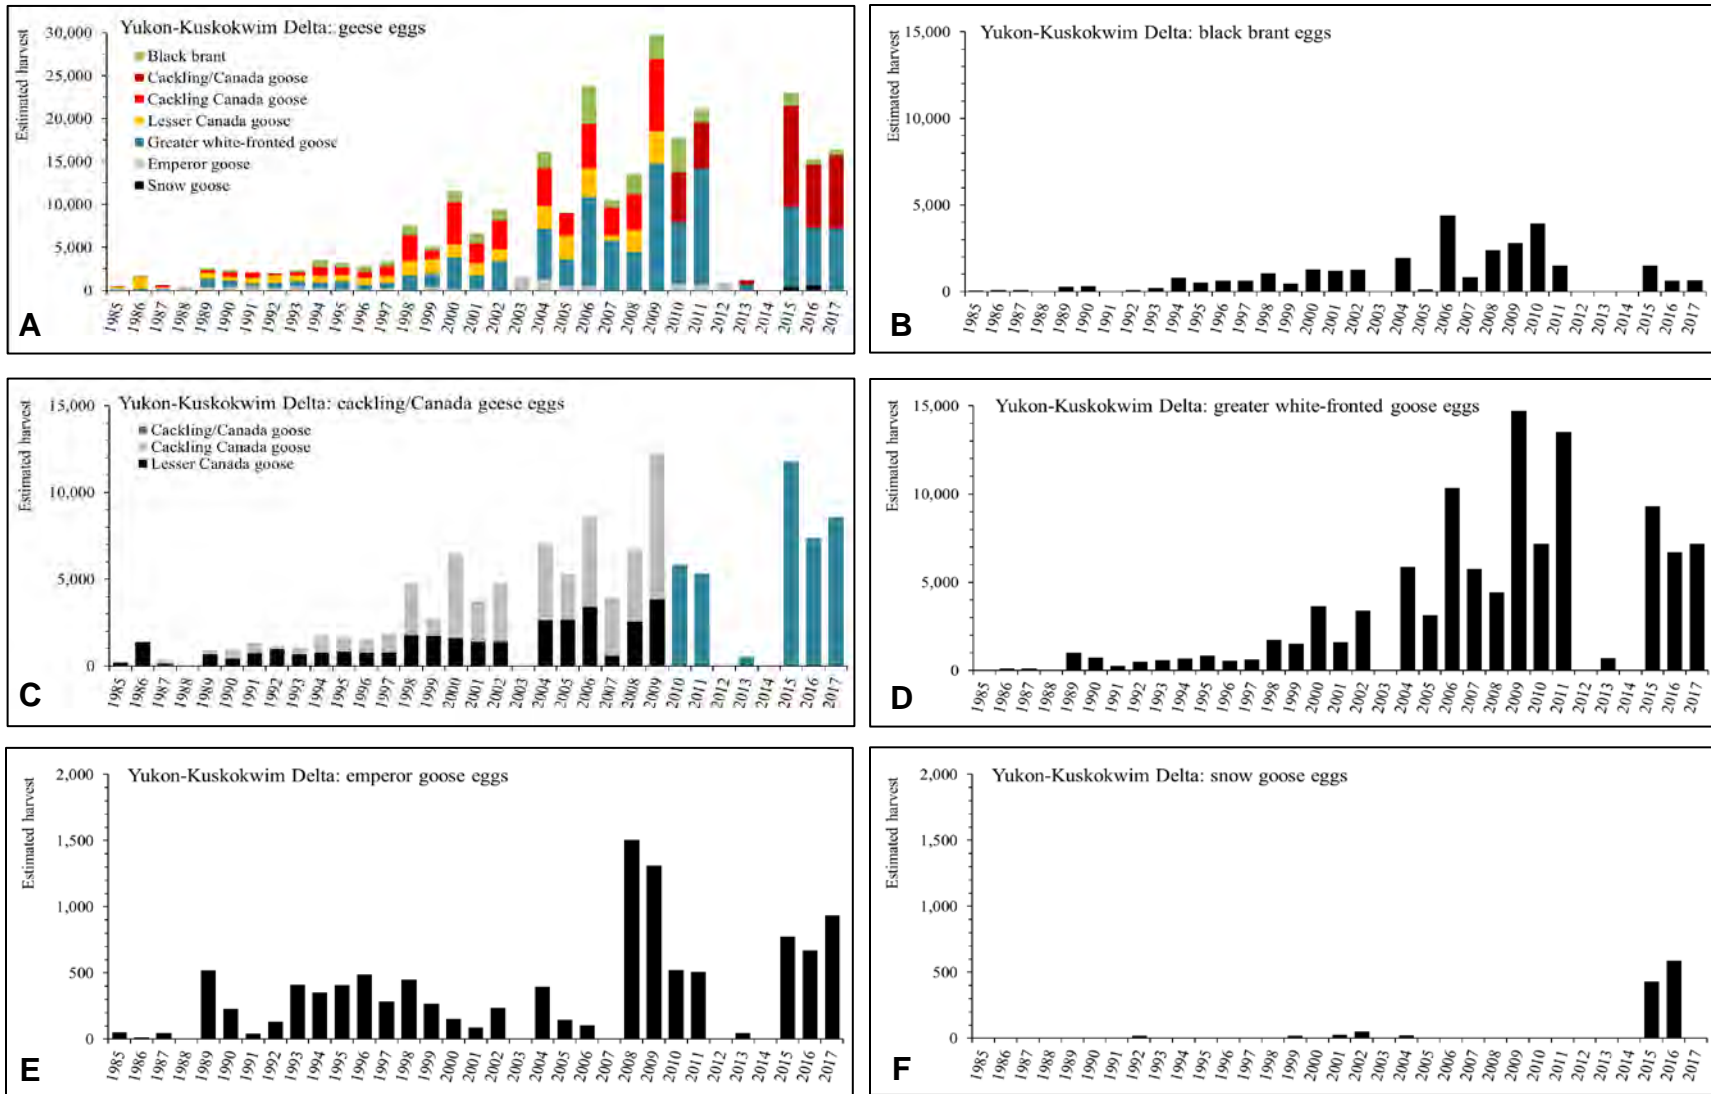 Yukon-Kuskokwim Delta: geese eggs
Estimated harvest
30,000
25,000
20,000
15,000
10,000
5,000
0
Black brant
Cackling/Canada goose
Cackling Canada goose
Lesser Canada goose
Greater white-fronted goose
Emperor goose
Snow goose
1985 1986 1987 1988 1989 1990 1991 1992 1993 1994 1995 1996 1997 1998 1999 2000 2001 2002 2003 2004 2005 2006 2007 2008 2009 2010 2011 2012 2013 2014 2015 2016 2017
A
Yukon-Kuskokwim Delta: black brant eggs
Estimated harvest
15,000
10,000
5,000
0
1985 1986 1987 1988 1989 1990 1991 1992 1993 1994 1995 1996 1997 1998 1999 2000 2001 2002 2003 2004 2005 2006 2007 2008 2009 2010 2011 2012 2013 2014 2015 2016 2017
B
Yukon-Kuskokwim Delta: cackling/Canada geese eggs
Estimated harvest
15,000
10,000
5,000
0
Cackling/Canada goose
Cackling Canada goose
Lesser Canada goose
1985 1986 1987 1988 1989 1990 1991 1992 1993 1994 1995 1996 1997 1998 1999 2000 2001 2002 2003 2004 2005 2006 2007 2008 2009 2010 2011 2012 2013 2014 2015 2016 2017
C
Yukon-Kuskokwim Delta: greater white-fronted goose eggs
Estimated harvest
15,000
10,000
5,000
0
1985 1986 1987 1988 1989 1990 1991 1992 1993 1994 1995 1996 1997 1998 1999 2000 2001 2002 2003 2004 2005 2006 2007 2008 2009 2010 2011 2012 2013 2014 2015 2016 2017
D
Yukon-Kuskokwim Delta: emperor goose eggs
Estimated harvest
2,000
1,500
1,000
500
0
1985 1986 1987 1988 1989 1990 1991 1992 1993 1994 1995 1996 1997 1998 1999 2000 2001 2002 2003 2004 2005 2006 2007 2008 2009 2010 2011 2012 2013 2014 2015 2016 2017
E
Yukon-Kuskokwim Delta: snow goose eggs
Estimated harvest
2,000
1,500
1,000
500
0
1985 1986 1987 1988 1989 1990 1991 1992 1993 1994 1995 1996 1997 1998 1999 2000 2001 2002 2003 2004 2005 2006 2007 2008 2009 2010 2011 2012 2013 2014 2015 2016 2017
F